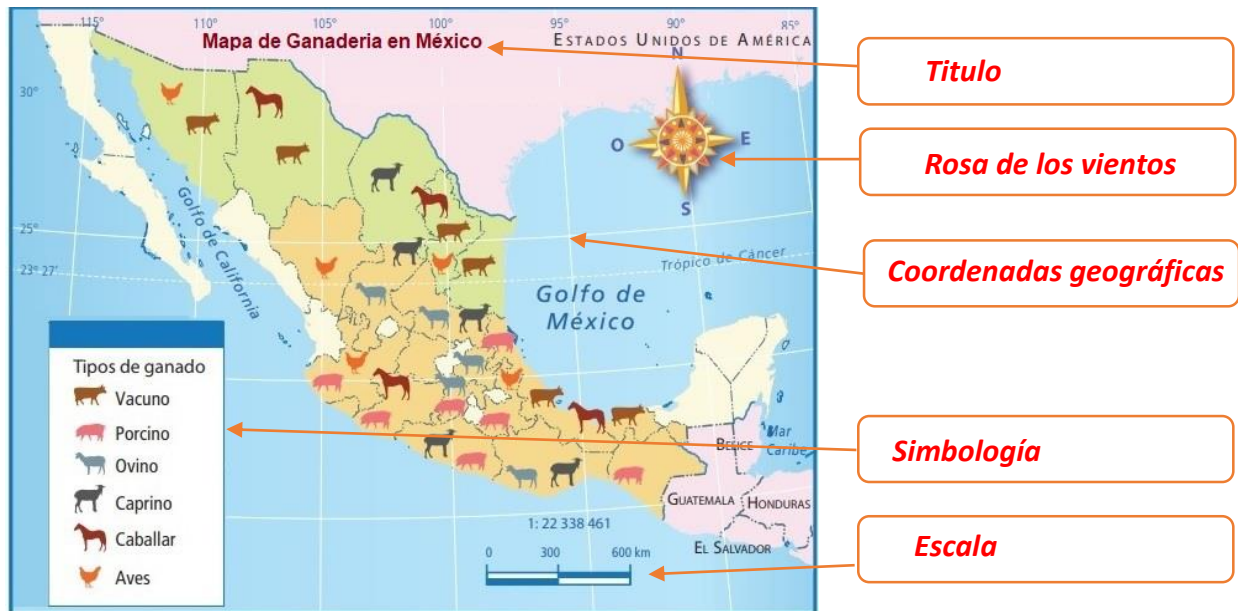 115°
110°
105°
100°
95°
90°
85°
Mapa de Ganaderia en México
ESTADOS UNIDOS DE AMÉRICA
N
O
E
S
30°
25°
23° 27'
Golfo de California
Trópico de Cáncer
Golfo de
México
Mar
Caribe
BELICE
GUATEMALA
HONDURAS
EL SALVADOR
Tipos de ganado
Vacuno
Porcino
Ovino
Caprino
Caballar
Aves
1: 22 338 461
0 300 600 km
Titulo
Rosa de los vientos
Coordenadas geográficas
Simbología
Escala